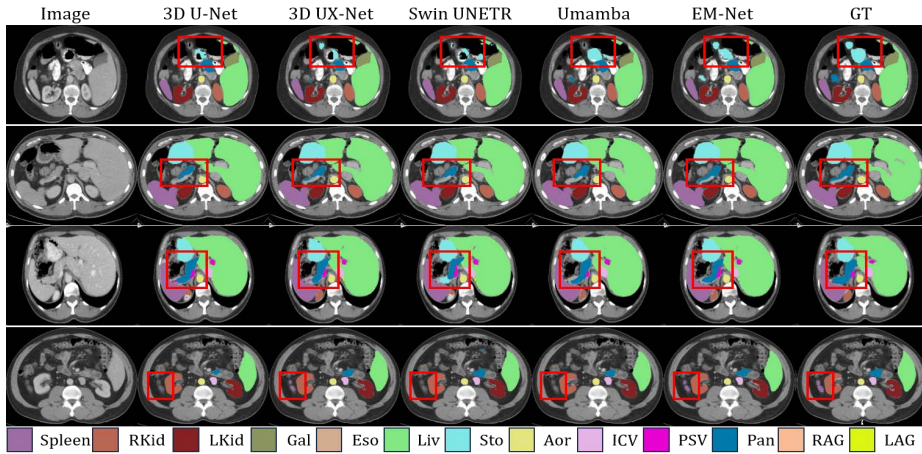 Image 3D U-Net 3D UX-Net Swin UNETR Umamba EM-Net GT
Spleen RKid LKid Gal Eso Liv Sto Aor ICV PSV Pan RAG LAG